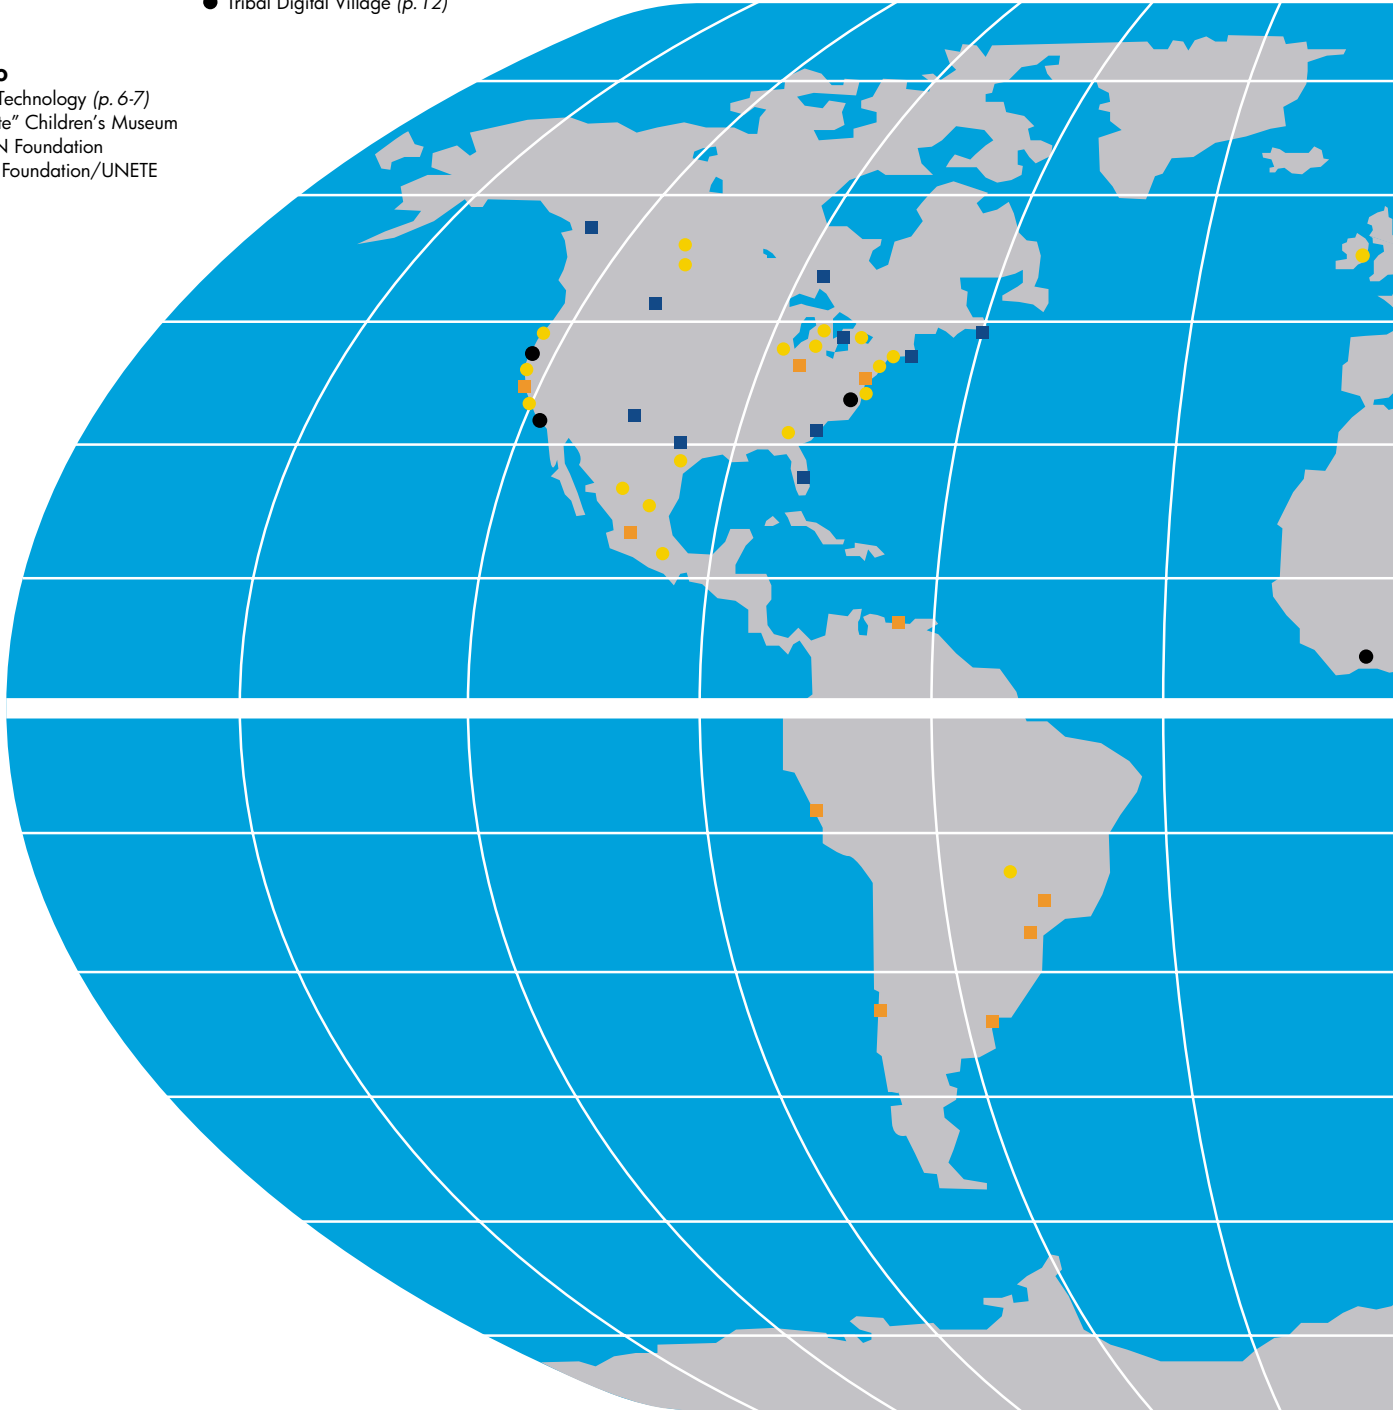 Tribal Digital Village (p. 12)
o
Technology (p. 6-7)
te” Children’s Museum
N Foundation
Foundation/UNETE